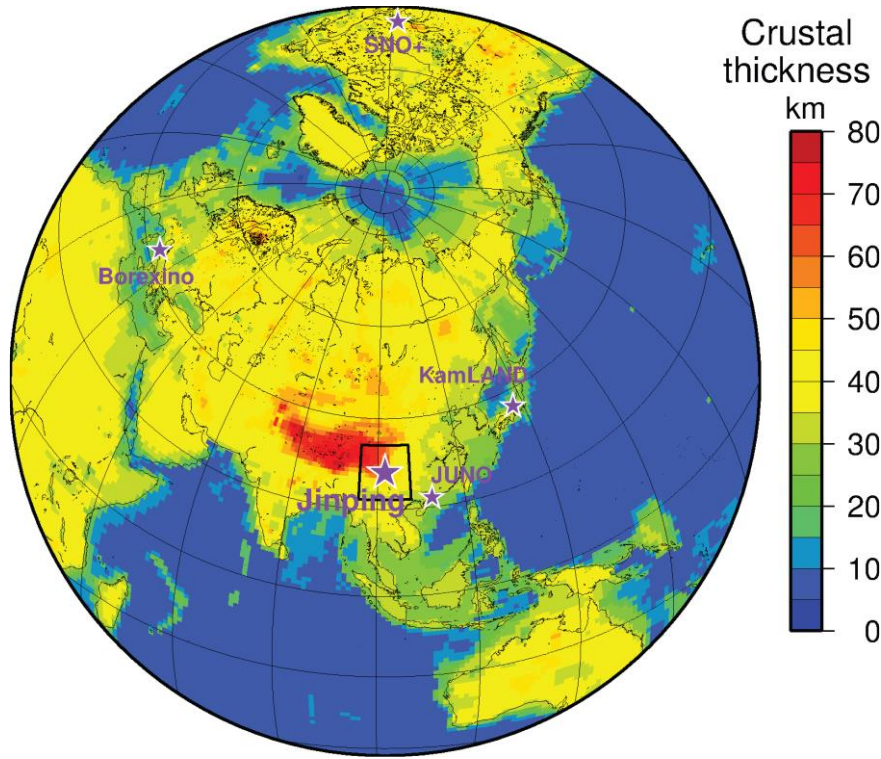 SNO+
Borexino
KamLAND
JUNO
Jinping
Crustal
thickness
km
80
70
60
50
40
30
20
10
0